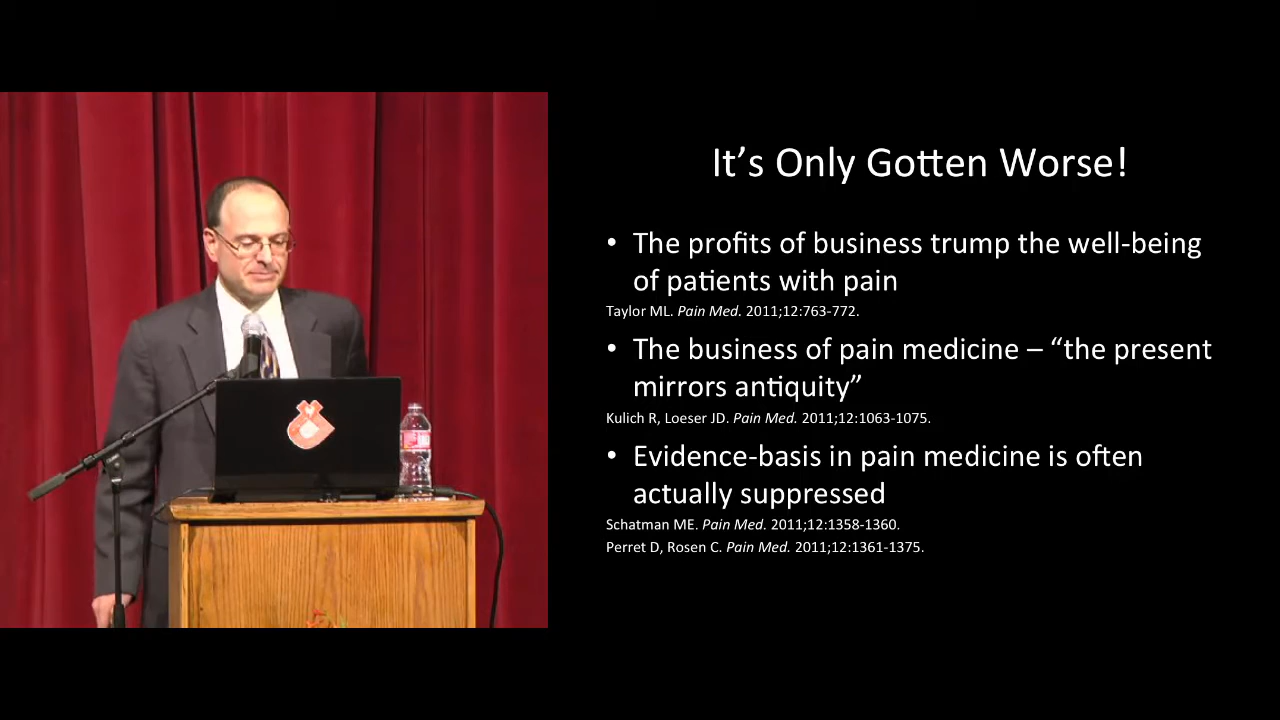 It’s Only Gotten Worse!
• The profits of business trump the well-being
of patients with pain
Taylor ML. Pain Med. 2011;12:763-772.
• The business of pain medicine – “the present
mirrors antiquity”
Kulich R, Loeser JD. Pain Med. 2011;12:1063-1075.
• Evidence-basis in pain medicine is often
actually suppressed
Schatman ME. Pain Med. 2011;12:1358-1360.
Perret D, Rosen C. Pain Med. 2011;12:1361-1375.